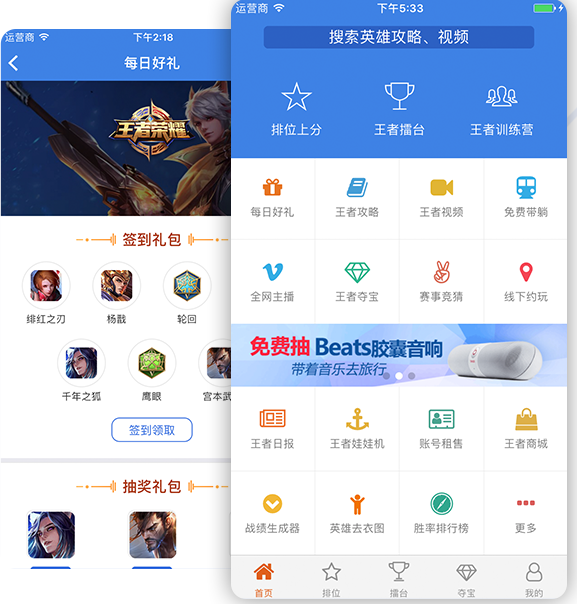 运营商
下午2:18
每日好礼
王者荣耀
签到礼包
绯红之刃
杨戬
轮回
千年之狐
鹰眼
宫本武
签到领取
抽奖礼包
运营商
下午5:33
搜索英雄攻略、视频
排位上分
王者擂台
王者训练营
每日好礼
王者攻略
王者视频
免费带躺
全网主播
王者夺宝
赛事竞猜
线下约玩
免费抽 Beats胶囊音响
带着音乐去旅行
王者日报
王者娃娃机
账号租售
王者商城
战绩生成器
英雄去衣图
胜率排行榜
更多
首页
排位
擂台
夺宝
我的